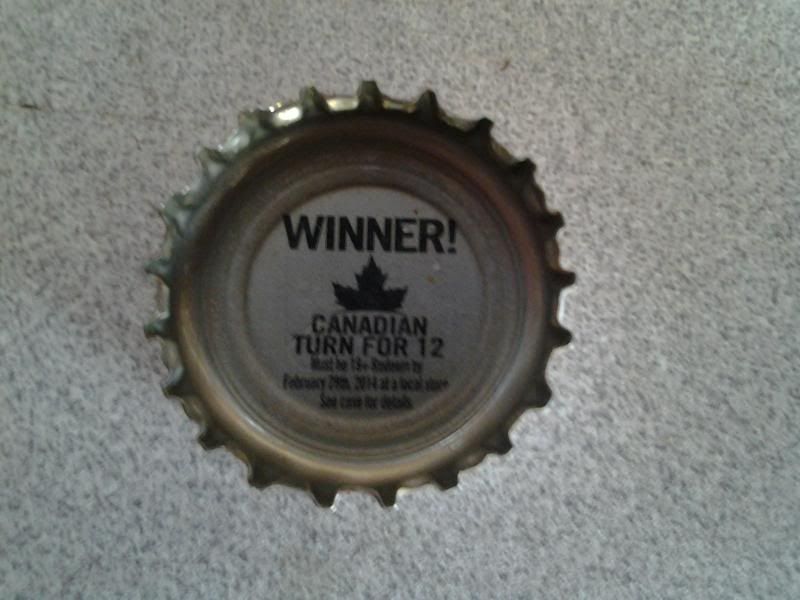 WINNER!
CANADIAN
TURN FOR 12
Must be 19+ Redeem by
February 28th, 2014 at a local store
See case for details